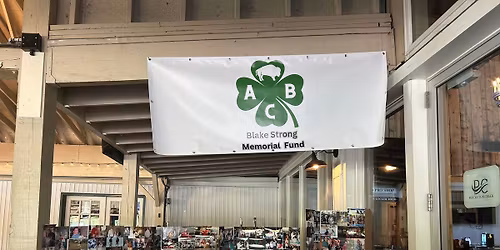 A B
C
Blake Strong
Memorial Fund